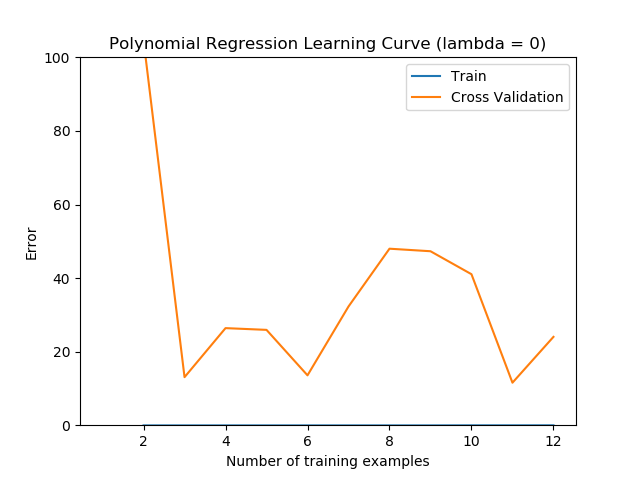 Polynomial Regression Learning Curve (lambda = 0)
Train
Cross Validation
100
80
60
40
20
0
Error
2 4 6 8 10 12
Number of training examples